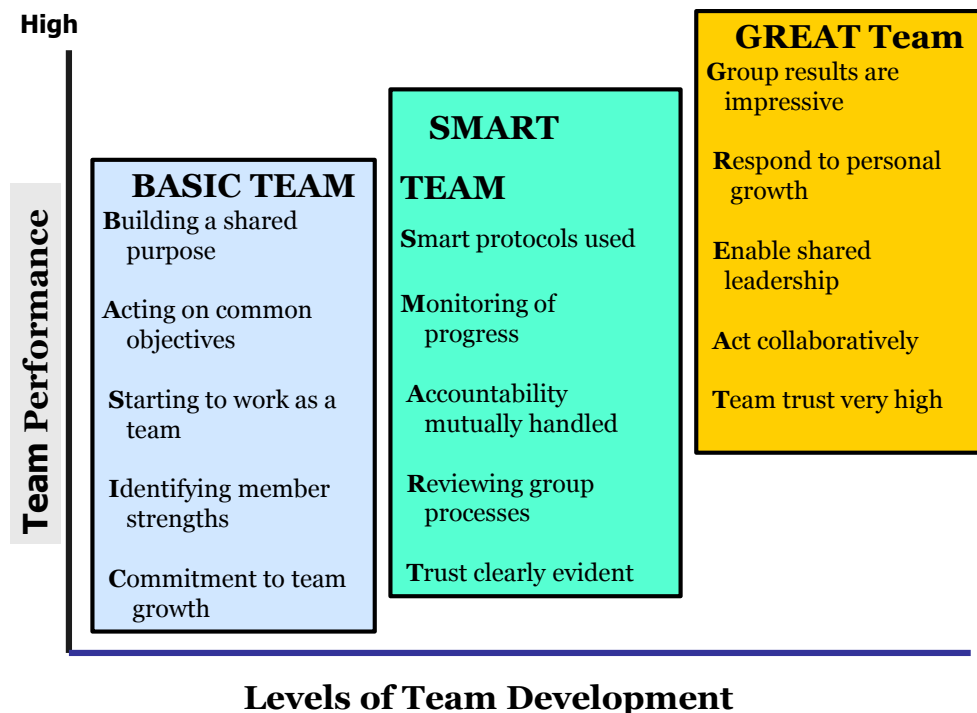 High
Team Performance
BASIC TEAM
Building a shared
purpose
Acting on common
objectives
Starting to work as a
team
Identifying member
strengths
Commitment to team
growth
SMART
TEAM
Smart protocols used
Monitoring of
progress
Accountability
mutually handled
Reviewing group
processes
Trust clearly evident
GREAT Team
Group results are
impressive
Respond to personal
growth
Enable shared
leadership
Act collaboratively
Team trust very high
Levels of Team Development